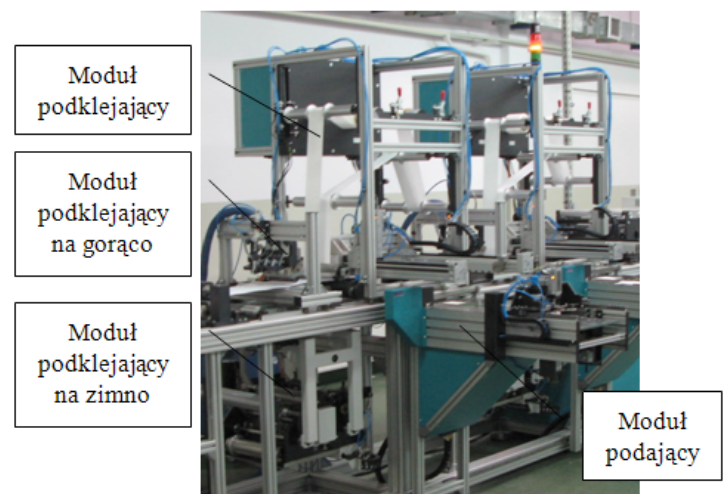 Moduł
podklejający
Moduł
podklejający
na gorąco
Moduł
podklejający
na zimno
Moduł
podający